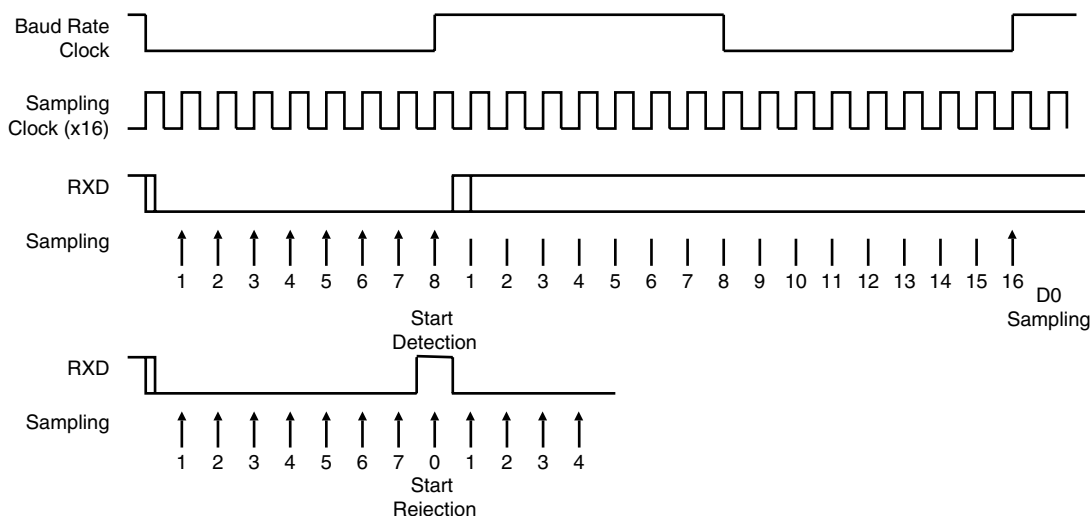 Baud Rate
Clock
Sampling
Clock (x16)
RXD
Sampling
1 2 3 4 5 6 7 8 1 2 3 4 5 6 7 8 9 10 11 12 13 14 15 16
D0
Sampling
Start
Detection
RXD
Sampling
1 2 3 4 5 6 7 0 1 2 3 4
Start
Rejection